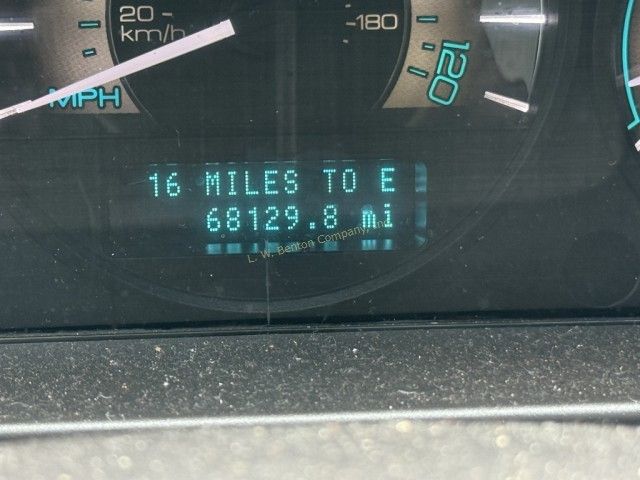 20-
km/h
-180
120
MPH
16 MILES TO E
68129.8 mi
L. W. Benton Company, Inc.